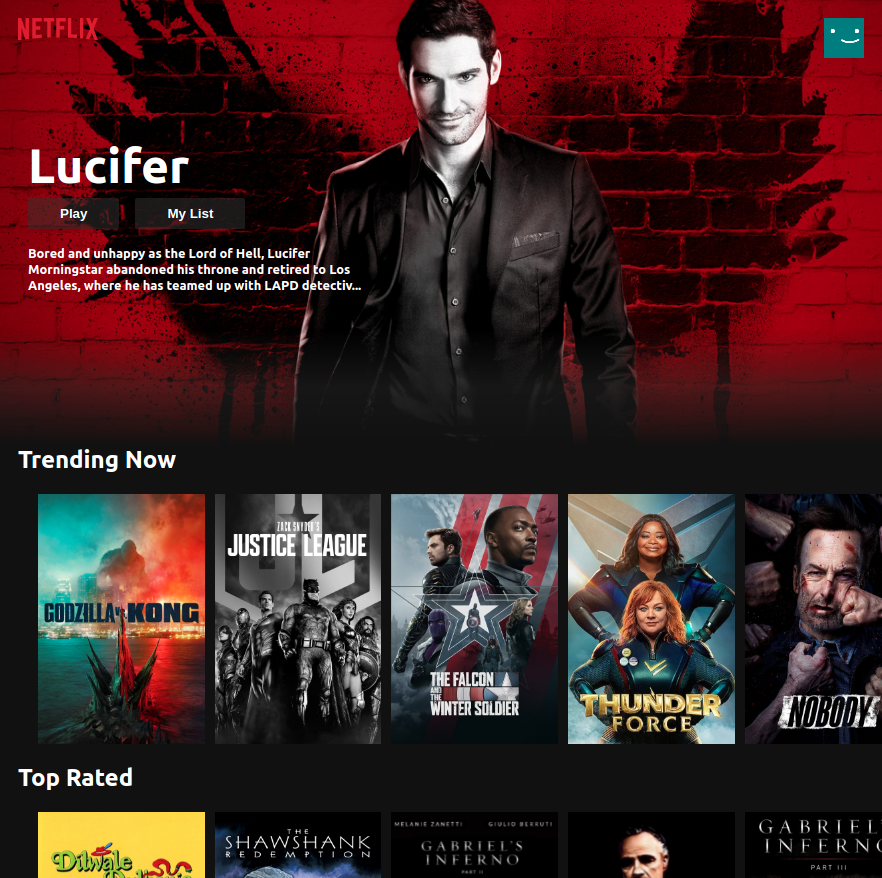 NETFLIX
Lucifer
Play
My List
Bored and unhappy as the Lord of Hell, Lucifer
Morningstar abandoned his throne and retired to Los
Angeles, where he has teamed up with LAPD detectiv...
Trending Now
GODZILLA VS KONG
ZACK SNYDER'S
JUSTICE LEAGUE
THE FALCON
AND THE
WINTER SOLDIER
THUNDER
FORCE
NOBODY
Top Rated
Dilwale
THE
SHAWSHANK
REDEMPTION
MELANIE ZANETTI GIULIO BERRUTI
GABRIEL'S
INFERNO
PART II
GABRIEL'
INFERNO
PART III